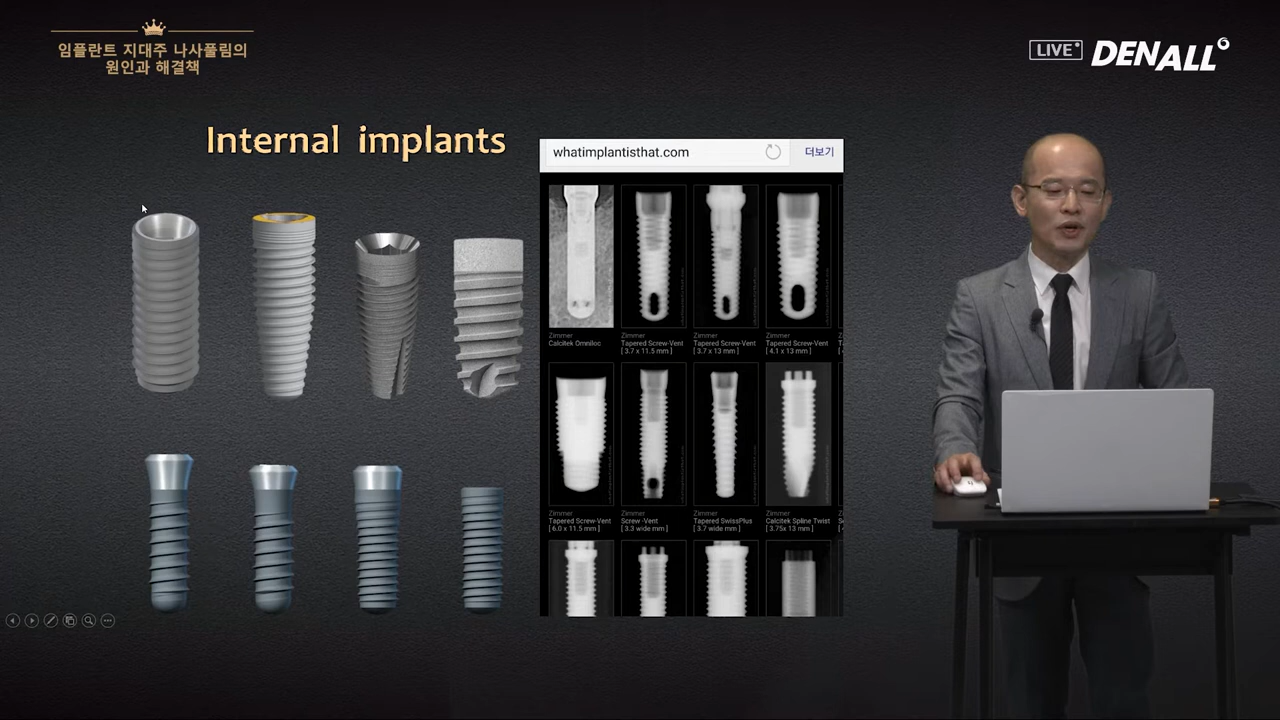 임플란트 지대주 나사풀림의
원인과 해결책
LIVE
DENALL
Internal implants
whatimplantisthat.com
더보기
Zimmer
Calcitek Omniloc
Zimmer
Tapered Screw-Vent
[ 3.7 x 11.5 mm ]
Zimmer
Tapered Screw-Vent
[ 3.7 x 13 mm ]
Zimmer
Tapered Screw-Vent
[ 4.1 x 13 mm ]
Zimmer
Tapered Screw-Vent
[ 6.0 x 11.5 mm ]
Zimmer
Screw -Vent
[ 3.3 wide mm ]
Zimmer
Tapered SwissPlus
[ 3.7 wide mm ]
Zimmer
Calcitek Spline Twist
[ 3.75x 13 mm ]